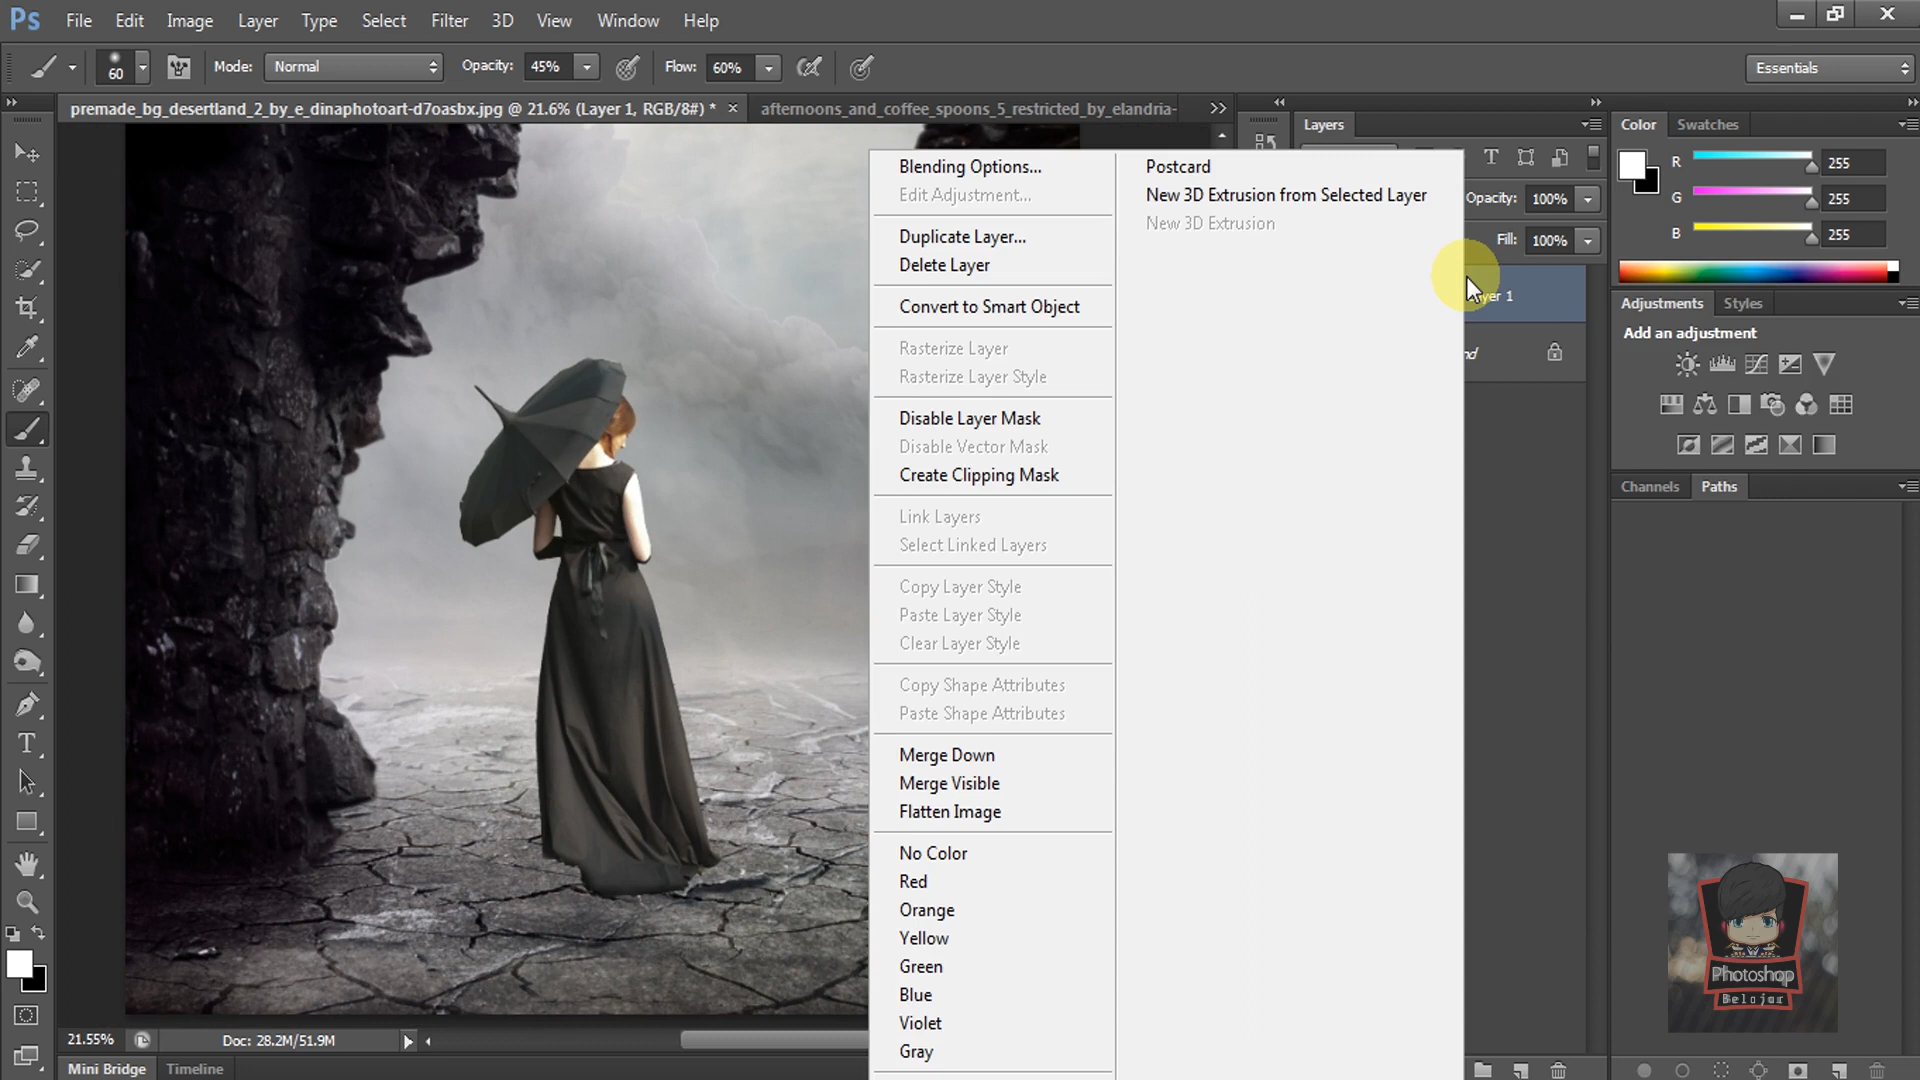 Ps File Edit Image Layer Type Select Filter 3D View Window Help
60 Mode: Normal Opacity: 45% Flow: 60% Essentials
premade_bg_desertland_2_by_e_dinaphotoart-d7oasbx.jpg @ 21.6% (Layer 1, RGB/8#) * afternoons_and_coffee_spoons_5_restricted_by_elandria-
Layers
Color Swatches
R 255
G 255
B 255
Opacity: 100%
Fill: 100%
yer 1
nd
Blending Options...
Edit Adjustment...
Duplicate Layer...
Delete Layer
Convert to Smart Object
Rasterize Layer
Rasterize Layer Style
Disable Layer Mask
Disable Vector Mask
Create Clipping Mask
Link Layers
Select Linked Layers
Copy Layer Style
Paste Layer Style
Clear Layer Style
Copy Shape Attributes
Paste Shape Attributes
Merge Down
Merge Visible
Flatten Image
No Color
Red
Orange
Yellow
Green
Blue
Violet
Gray
Postcard
New 3D Extrusion from Selected Layer
New 3D Extrusion
Adjustments Styles
Add an adjustment
Channels Paths
Photoshop
Belajar
21.55% Doc: 28.2M/51.9M
Mini Bridge Timeline